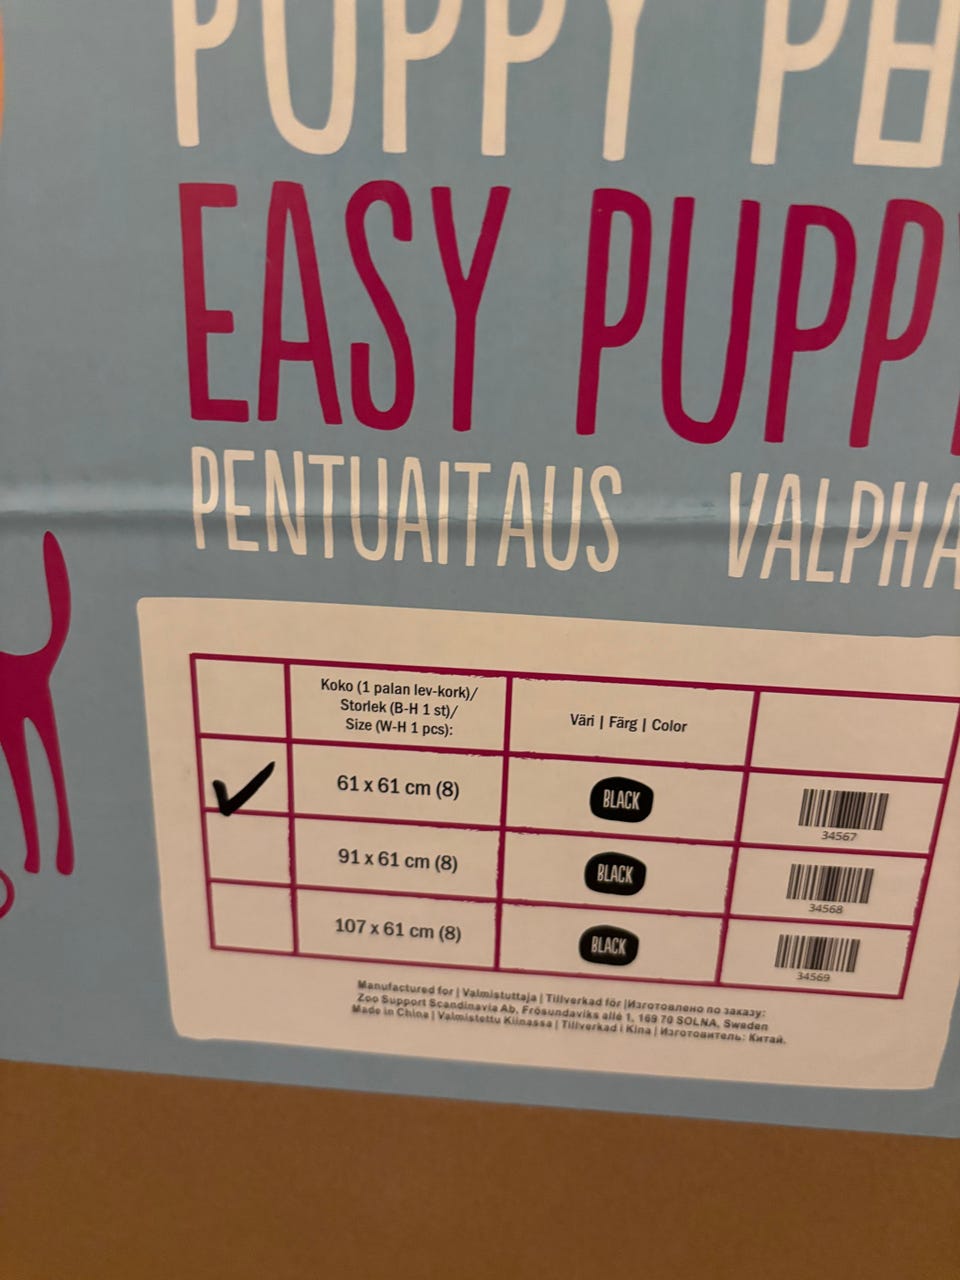 PUPPY
EASY PUPP
PENTUAITAUS VALPHA
Koko (1 palan lev-kork)/
Storlek (B-H 1 st)/
Size (W-H 1 pcs):
Väri | Färg | Color
61 x 61 cm (8) BLACK
34567
91 x 61 cm (8) BLACK
34568
107 x 61 cm (8) BLACK
34569
Manufactured for | Valmistuttaja | Tillverkad för |Изготовлено по заказу:
Zoo Support Scandinavia Ab, Frösundaviks allé 1, 169 70 SOLNA, Sweden
Made in China | Valmistettu Kiinassa | Tillverkad i Kina | Изготовитель: Китай.